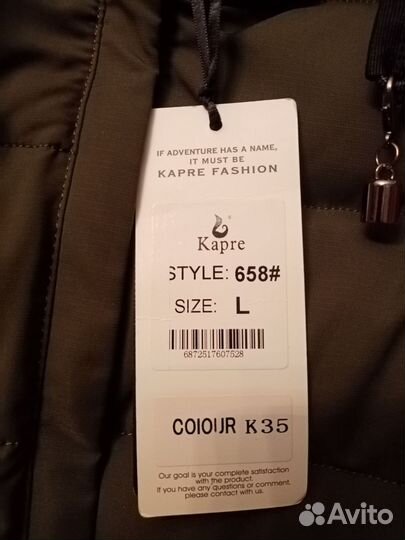 IF ADVENTURE HAS A NAME,
IT MUST BE
KAPRE FASHION
Kapre
STYLE: 658#
SIZE: L
6872517607528
COIOUR K35
Our goal is your complete satisfaction
with the product.
If you have any questions or comment,
please contact with us.
Avito